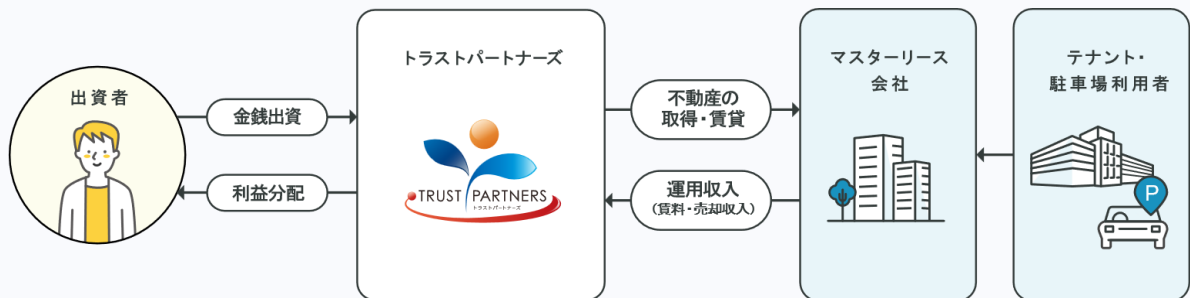 出資者
金銭出資
利益分配
トラストパートナーズ
TRUST PARTNERS
トラストパートナーズ
不動産の
取得・賃貸
運用収入
（賃料・売却収入）
マスターリース
会社
テナント・
駐車場利用者
P